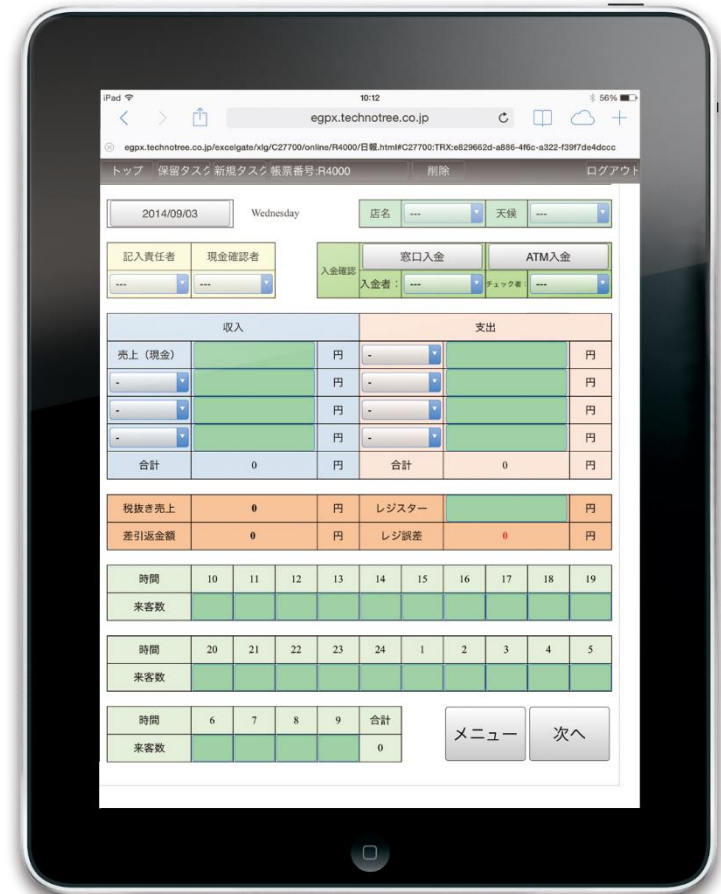 iPad 10:12 56%
egpx.technotree.co.jp
egpx.technotree.co.jp/exceigate/xlg/C27700/online/R4000/日報.html#C27700:TRX:e829662d-a886-4f6c-a322-f39f7de4dccc
トップ 保留タスク 新規タスク 帳票番号:R4000 削除 ログアウト
2014/09/03 Wednesday 店名 --- 天候 ---
記入責任者 現金確認者 入金確認 窓口入金 ATM入金
--- --- 入金者： --- チェック者： ---
収入 支出
売上（現金） 円 - 円
- 円 - 円
- 円 - 円
- 円 - 円
合計 0 円 合計 0 円
税抜き売上 0 円 レジスター 円
差引返金額 0 円 レジ誤差 0 円
時間 10 11 12 13 14 15 16 17 18 19
来客数
時間 20 21 22 23 24 1 2 3 4 5
来客数
時間 6 7 8 9 合計
来客数 0
メニュー 次へ